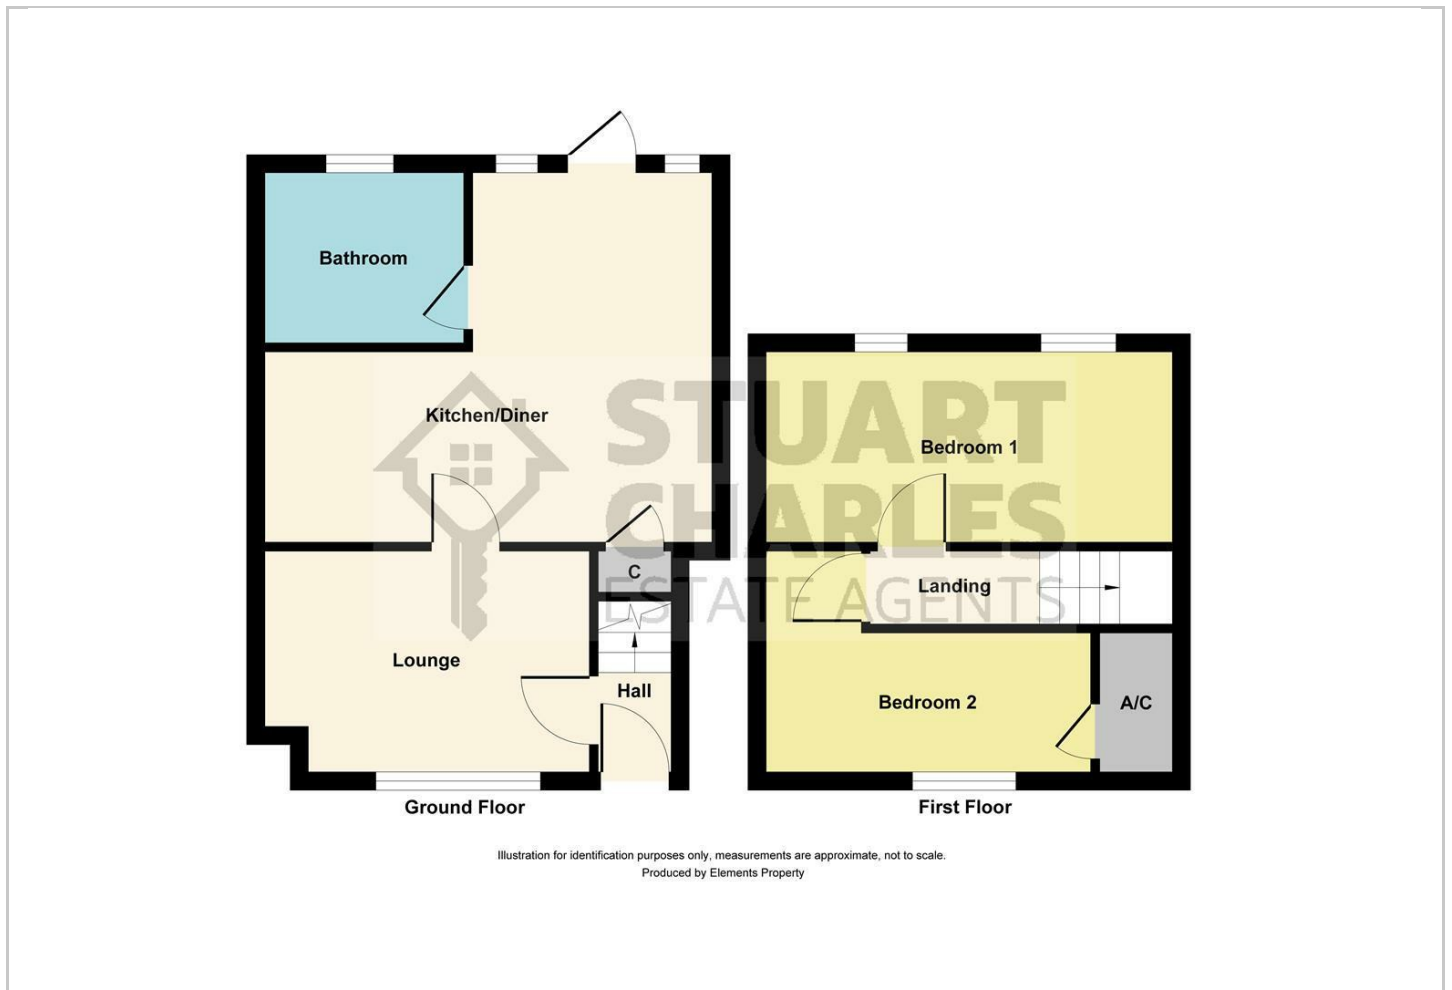 Bathroom
Kitchen/Diner
C
Lounge
Hall
Ground Floor
Bedroom 1
Landing
Bedroom 2
A/C
First Floor
STUART
CHARLES
ESTATE AGENTS
Illustration for identification purposes only, measurements are approximate, not to scale.
Produced by Elements Property